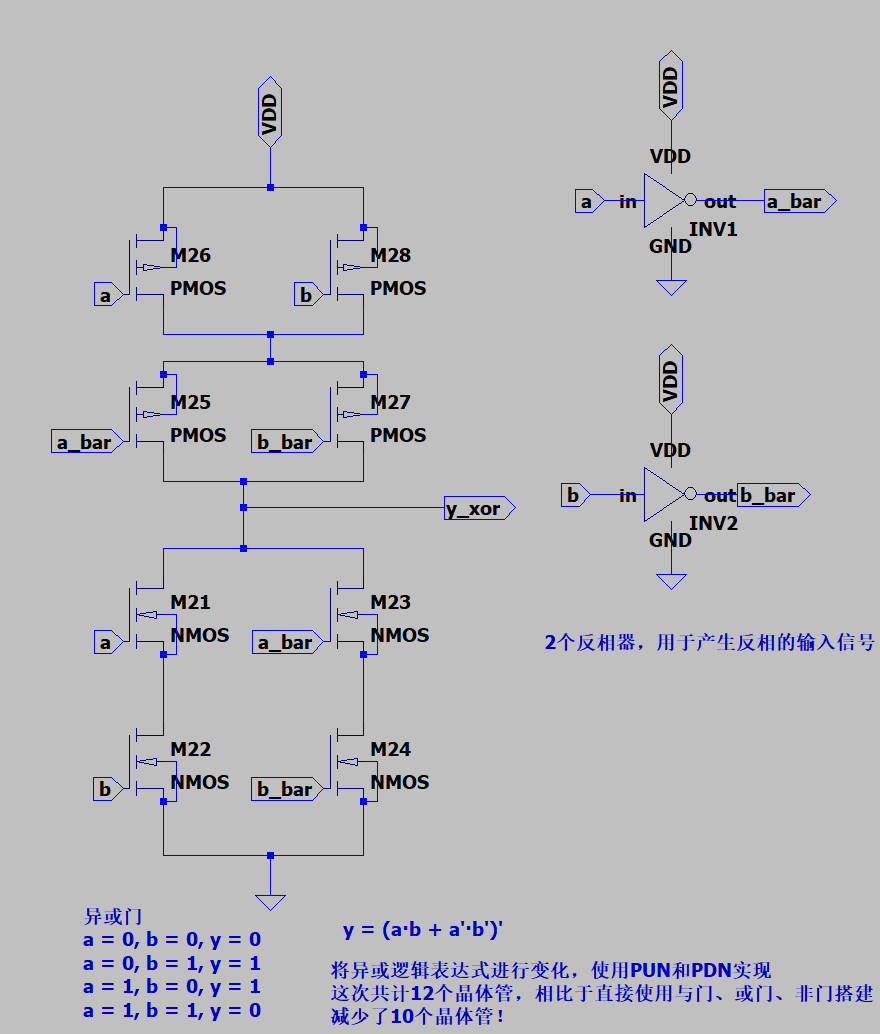 VDD
VDD
VDD
a
in
out
a_bar
INV1
GND
M26
PMOS
a
M28
PMOS
b
VDD
M25
PMOS
a_bar
M27
PMOS
b_bar
VDD
b
in
out
b_bar
INV2
GND
y_xor
M21
NMOS
a
M23
NMOS
a_bar
2个反相器，用于产生反相的输入信号
M22
NMOS
b
M24
NMOS
b_bar
异或门
a = 0, b = 0, y = 0
a = 0, b = 1, y = 1
a = 1, b = 0, y = 1
a = 1, b = 1, y = 0
y = (a·b + a'·b')'
将异或逻辑表达式进行变化，使用PUN和PDN实现
这次共计12个晶体管，相比于直接使用与门、或门、非门搭建
减少了10个晶体管！